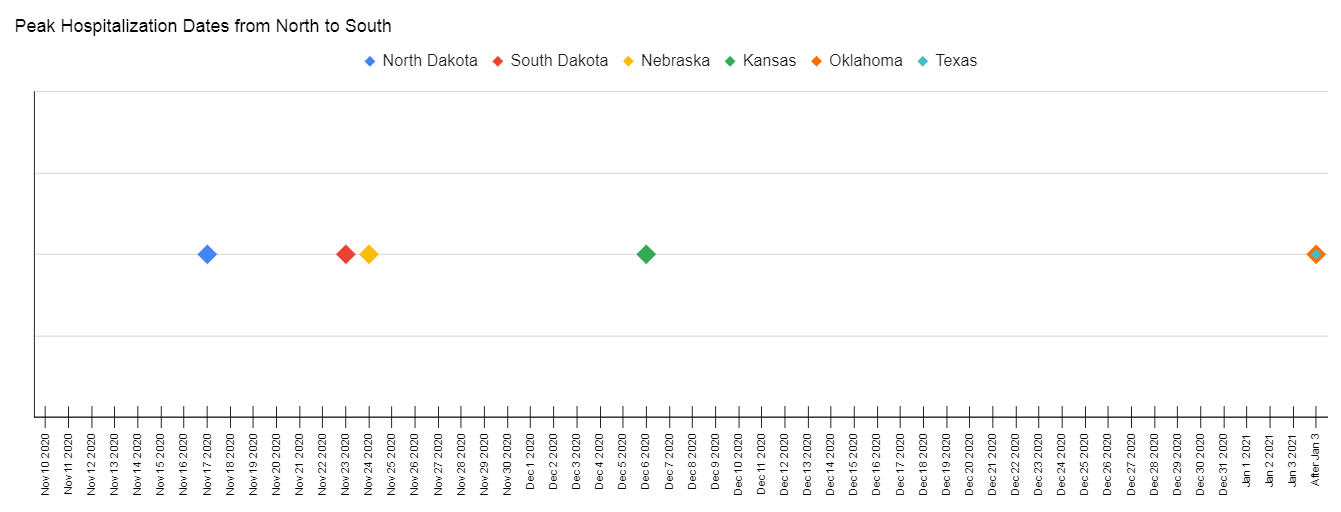 Peak Hospitalization Dates from North to South
North Dakota South Dakota Nebraska Kansas Oklahoma Texas
Nov 10 2020
Nov 11 2020
Nov 12 2020
Nov 13 2020
Nov 14 2020
Nov 15 2020
Nov 16 2020
Nov 17 2020
Nov 18 2020
Nov 19 2020
Nov 20 2020
Nov 21 2020
Nov 22 2020
Nov 23 2020
Nov 24 2020
Nov 25 2020
Nov 26 2020
Nov 27 2020
Nov 28 2020
Nov 29 2020
Nov 30 2020
Dec 1 2020
Dec 2 2020
Dec 3 2020
Dec 4 2020
Dec 5 2020
Dec 6 2020
Dec 7 2020
Dec 8 2020
Dec 9 2020
Dec 10 2020
Dec 11 2020
Dec 12 2020
Dec 13 2020
Dec 14 2020
Dec 15 2020
Dec 16 2020
Dec 17 2020
Dec 18 2020
Dec 19 2020
Dec 20 2020
Dec 21 2020
Dec 22 2020
Dec 23 2020
Dec 24 2020
Dec 25 2020
Dec 26 2020
Dec 27 2020
Dec 28 2020
Dec 29 2020
Dec 30 2020
Dec 31 2020
Jan 1 2021
Jan 2 2021
Jan 3 2021
After Jan 3